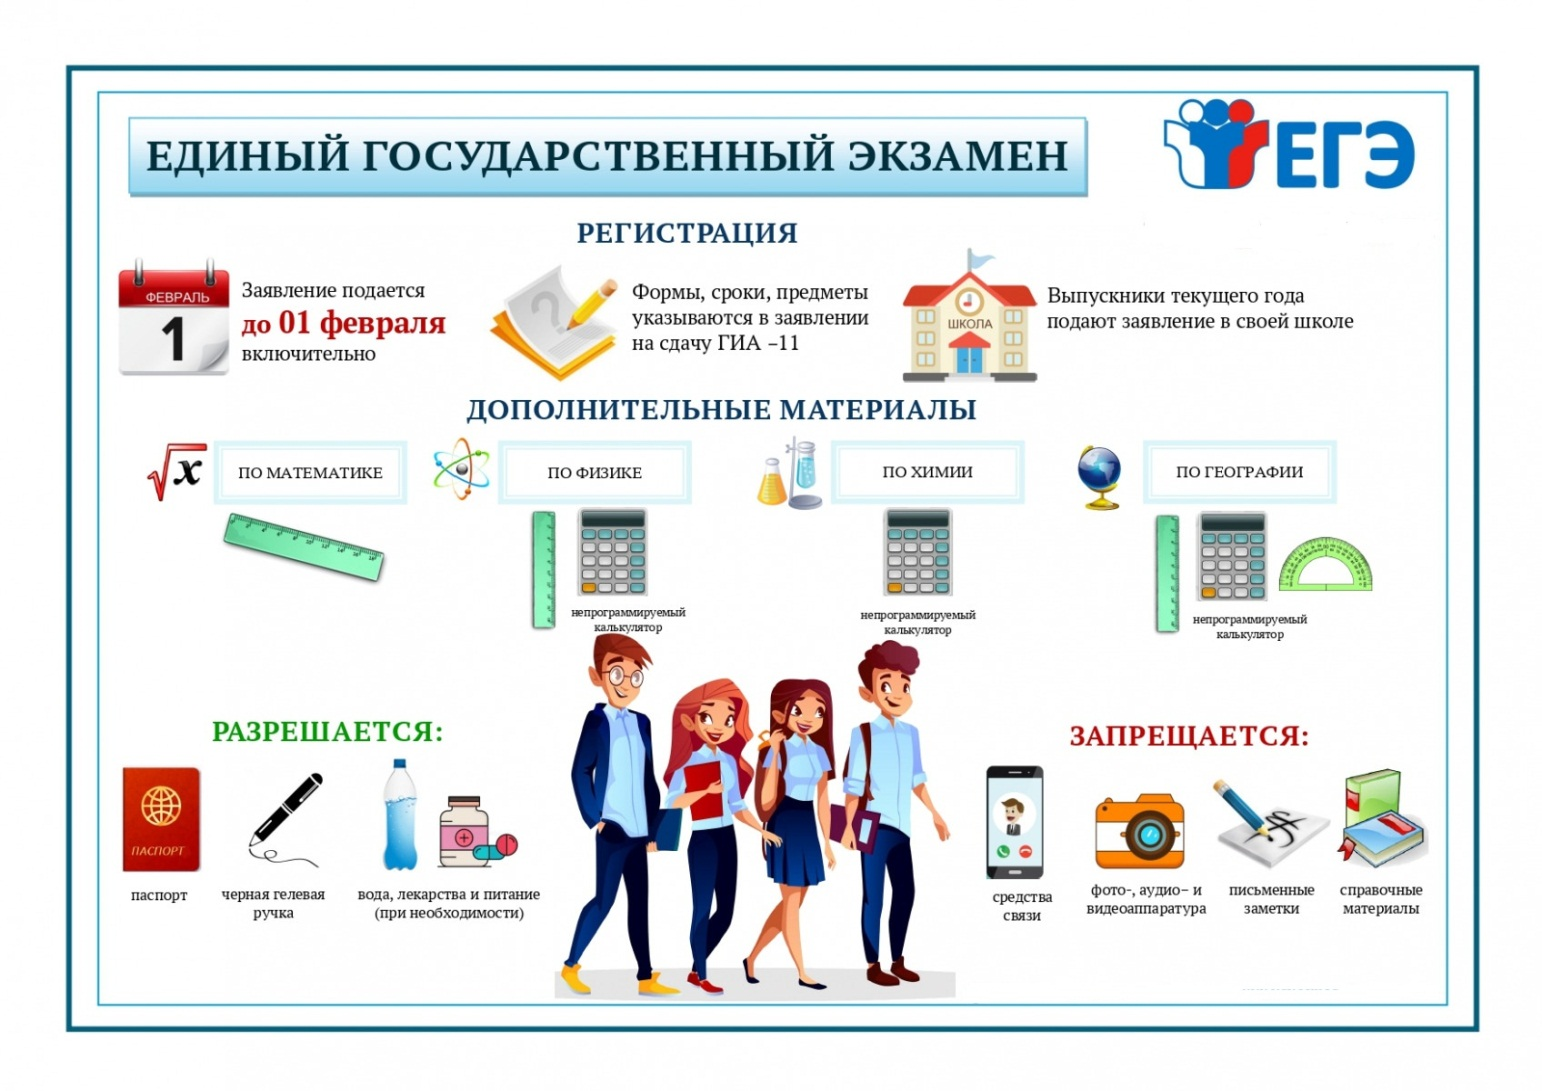 ЕДИНЫЙ ГОСУДАРСТВЕННЫЙ ЭКЗАМЕН
ЕГЭ
РЕГИСТРАЦИЯ
ФЕВРАЛЬ
1
Заявление подается
до 01 февраля
включительно
Формы, сроки, предметы
указываются в заявлении
на сдачу ГИА –11
ШКОЛА
Выпускники текущего года
подают заявление в своей школе
ДОПОЛНИТЕЛЬНЫЕ МАТЕРИАЛЫ
√x
ПО МАТЕМАТИКЕ
ПО ФИЗИКЕ
ПО ХИМИИ
ПО ГЕОГРАФИИ
непрограммируемый
калькулятор
непрограммируемый
калькулятор
непрограммируемый
калькулятор
РАЗРЕШАЕТСЯ:
ПАСПОРТ
паспорт
черная гелевая
ручка
вода, лекарства и питание
(при необходимости)
ЗАПРЕЩАЕТСЯ:
средства
связи
фото-, аудио– и
видеоаппаратура
письменные
заметки
справочные
материалы